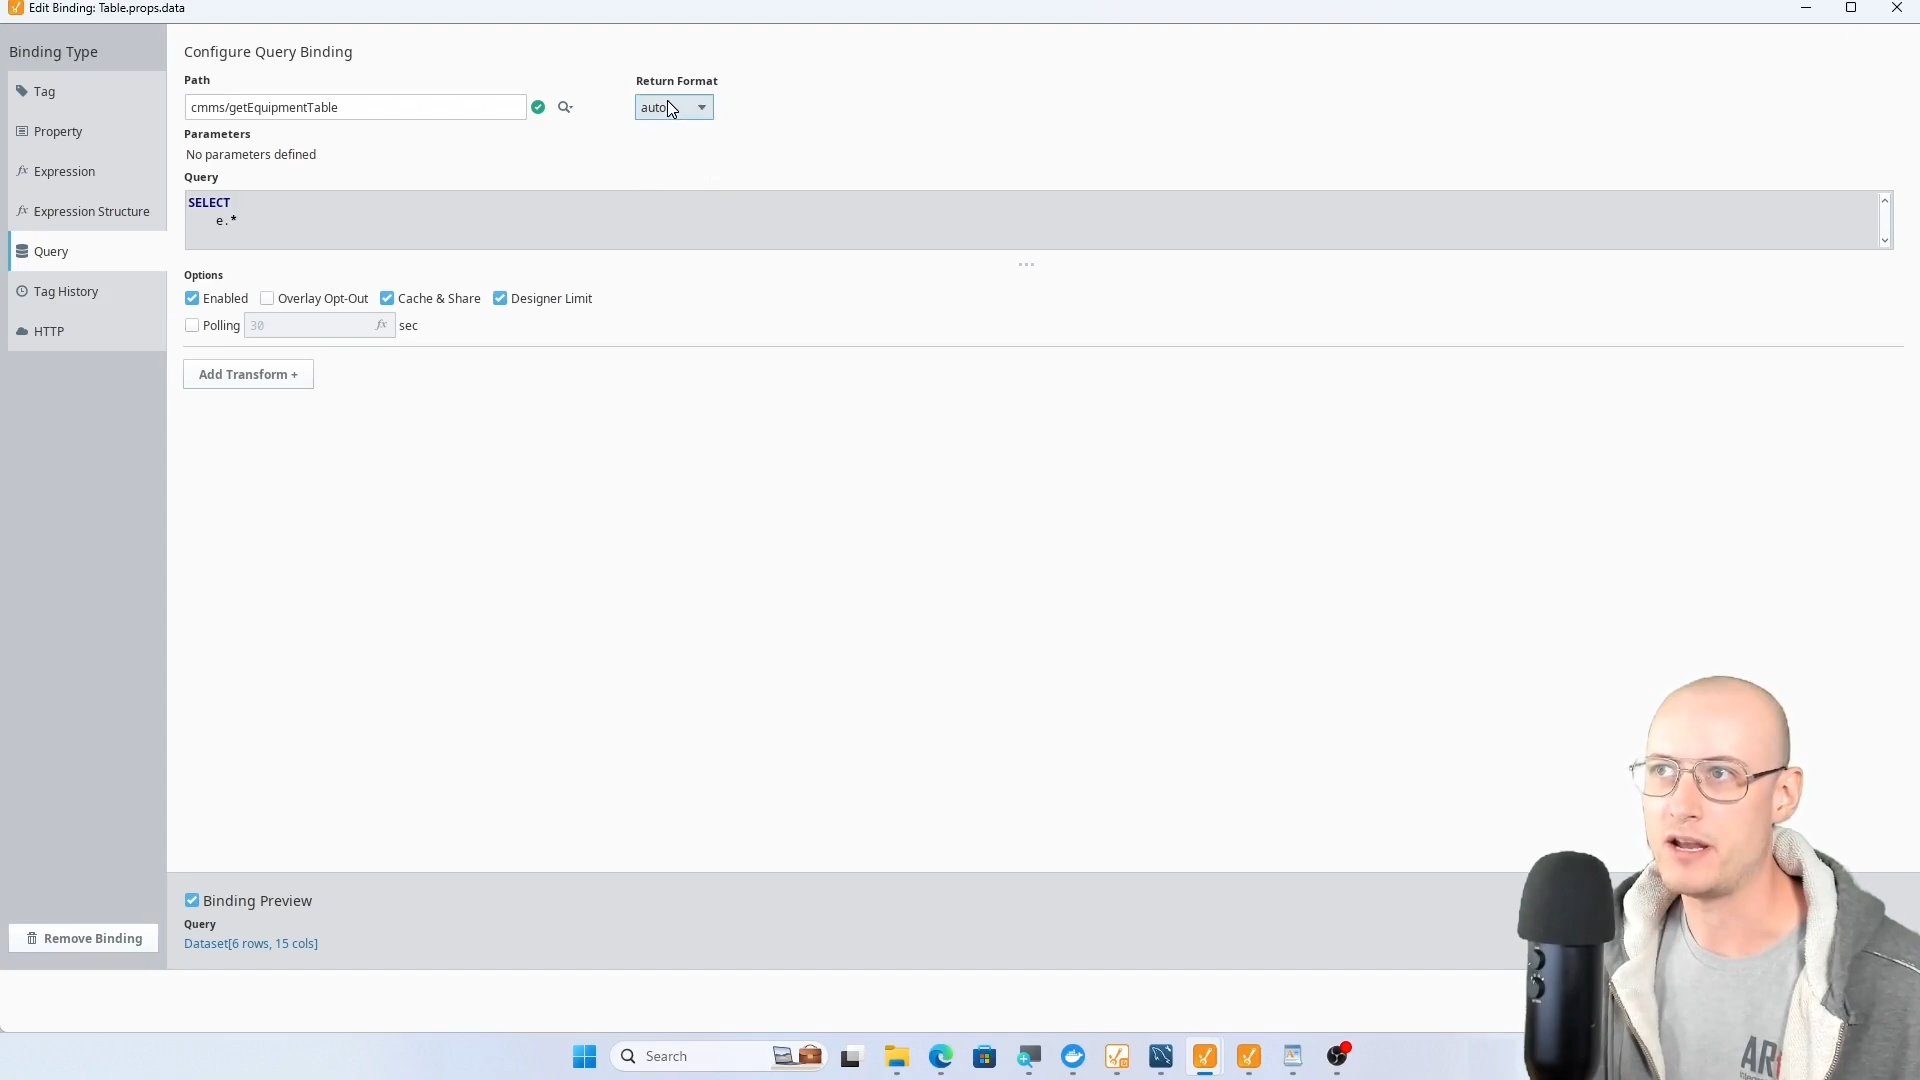 Edit Binding: Table.props.data
Binding Type
Tag
Property
Expression
Expression Structure
Query
Tag History
HTTP
Remove Binding
Configure Query Binding
Path
Return Format
cmms/getEquipmentTable
auto
Parameters
No parameters defined
Query
SELECT
e.*
Options
Enabled Overlay Opt-Out Cache & Share Designer Limit
Polling 30 fx sec
Add Transform +
Binding Preview
Query
Dataset[6 rows, 15 cols]
Search